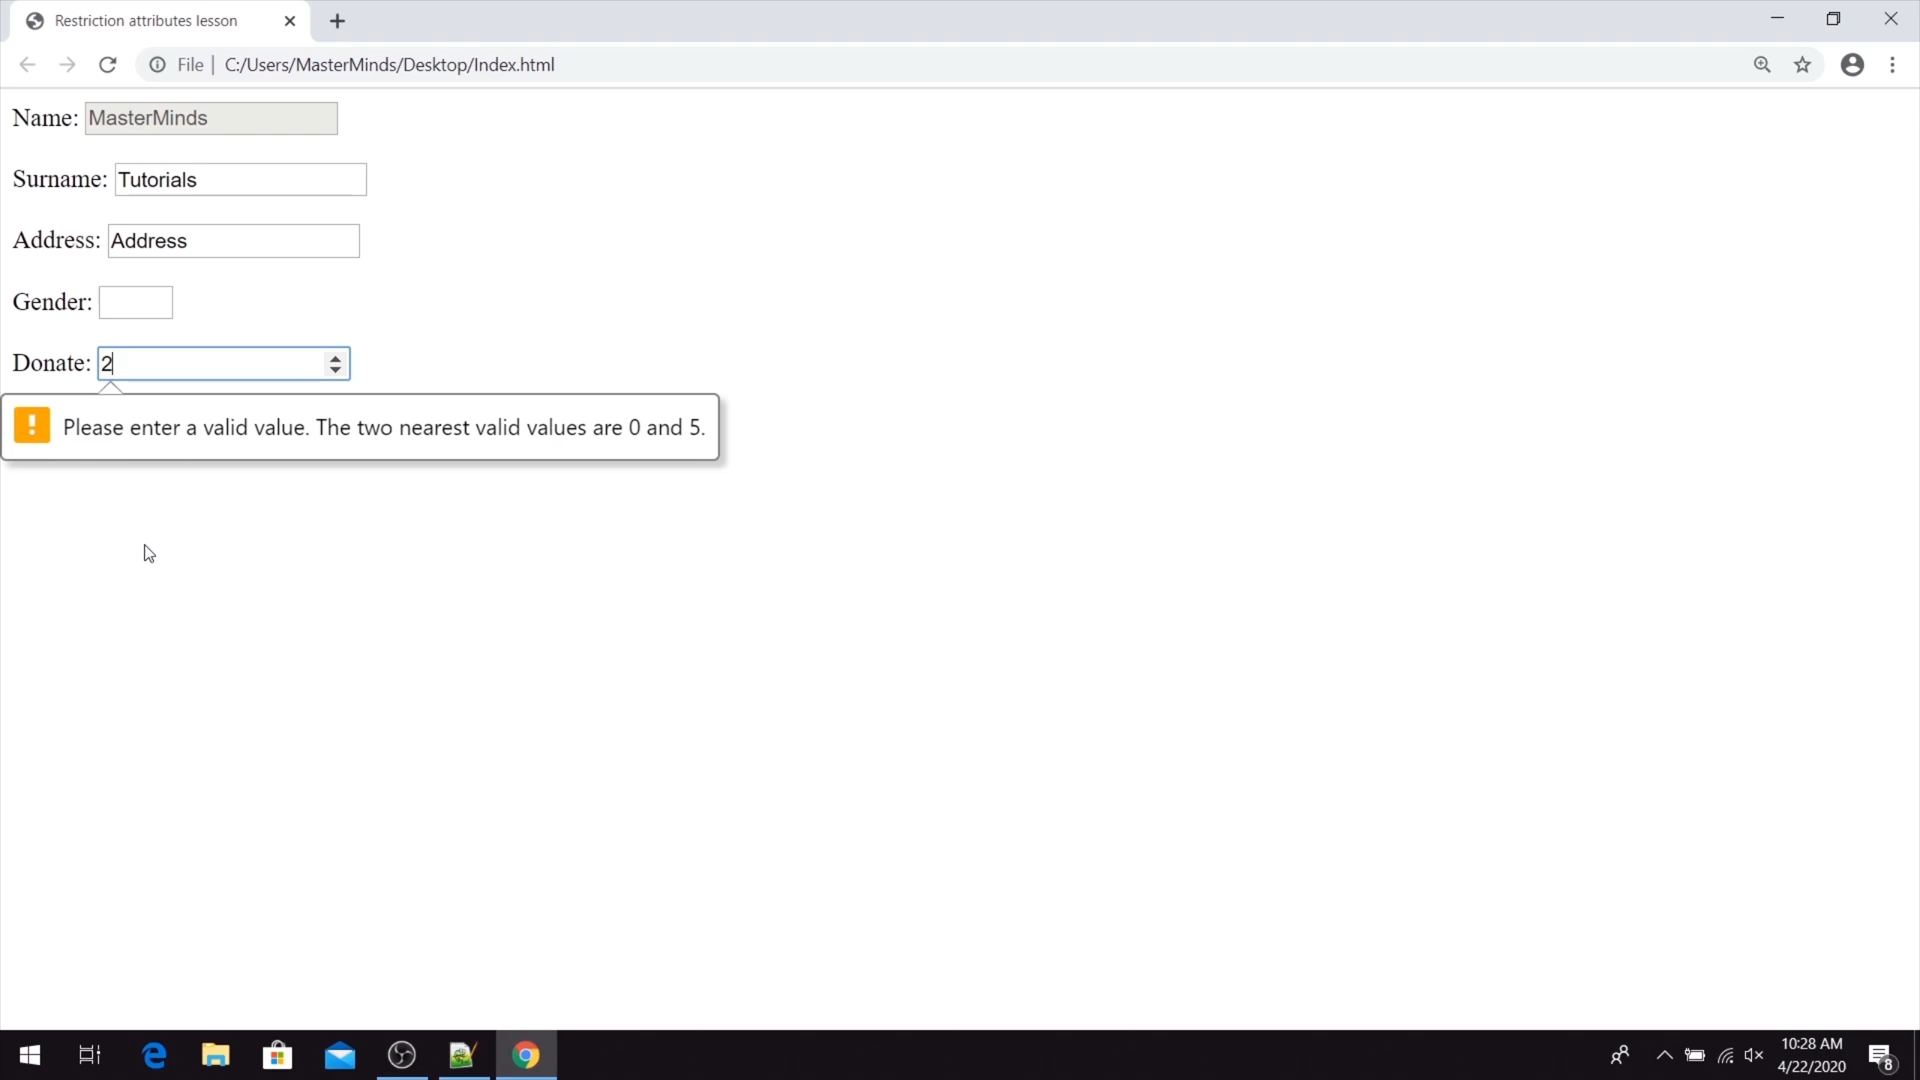 Restriction attributes lesson
File | C:/Users/MasterMinds/Desktop/Index.html
Name: MasterMinds
Surname: Tutorials
Address: Address
Gender:
Donate: 2
! Please enter a valid value. The two nearest valid values are 0 and 5.
10:28 AM
4/22/2020
8